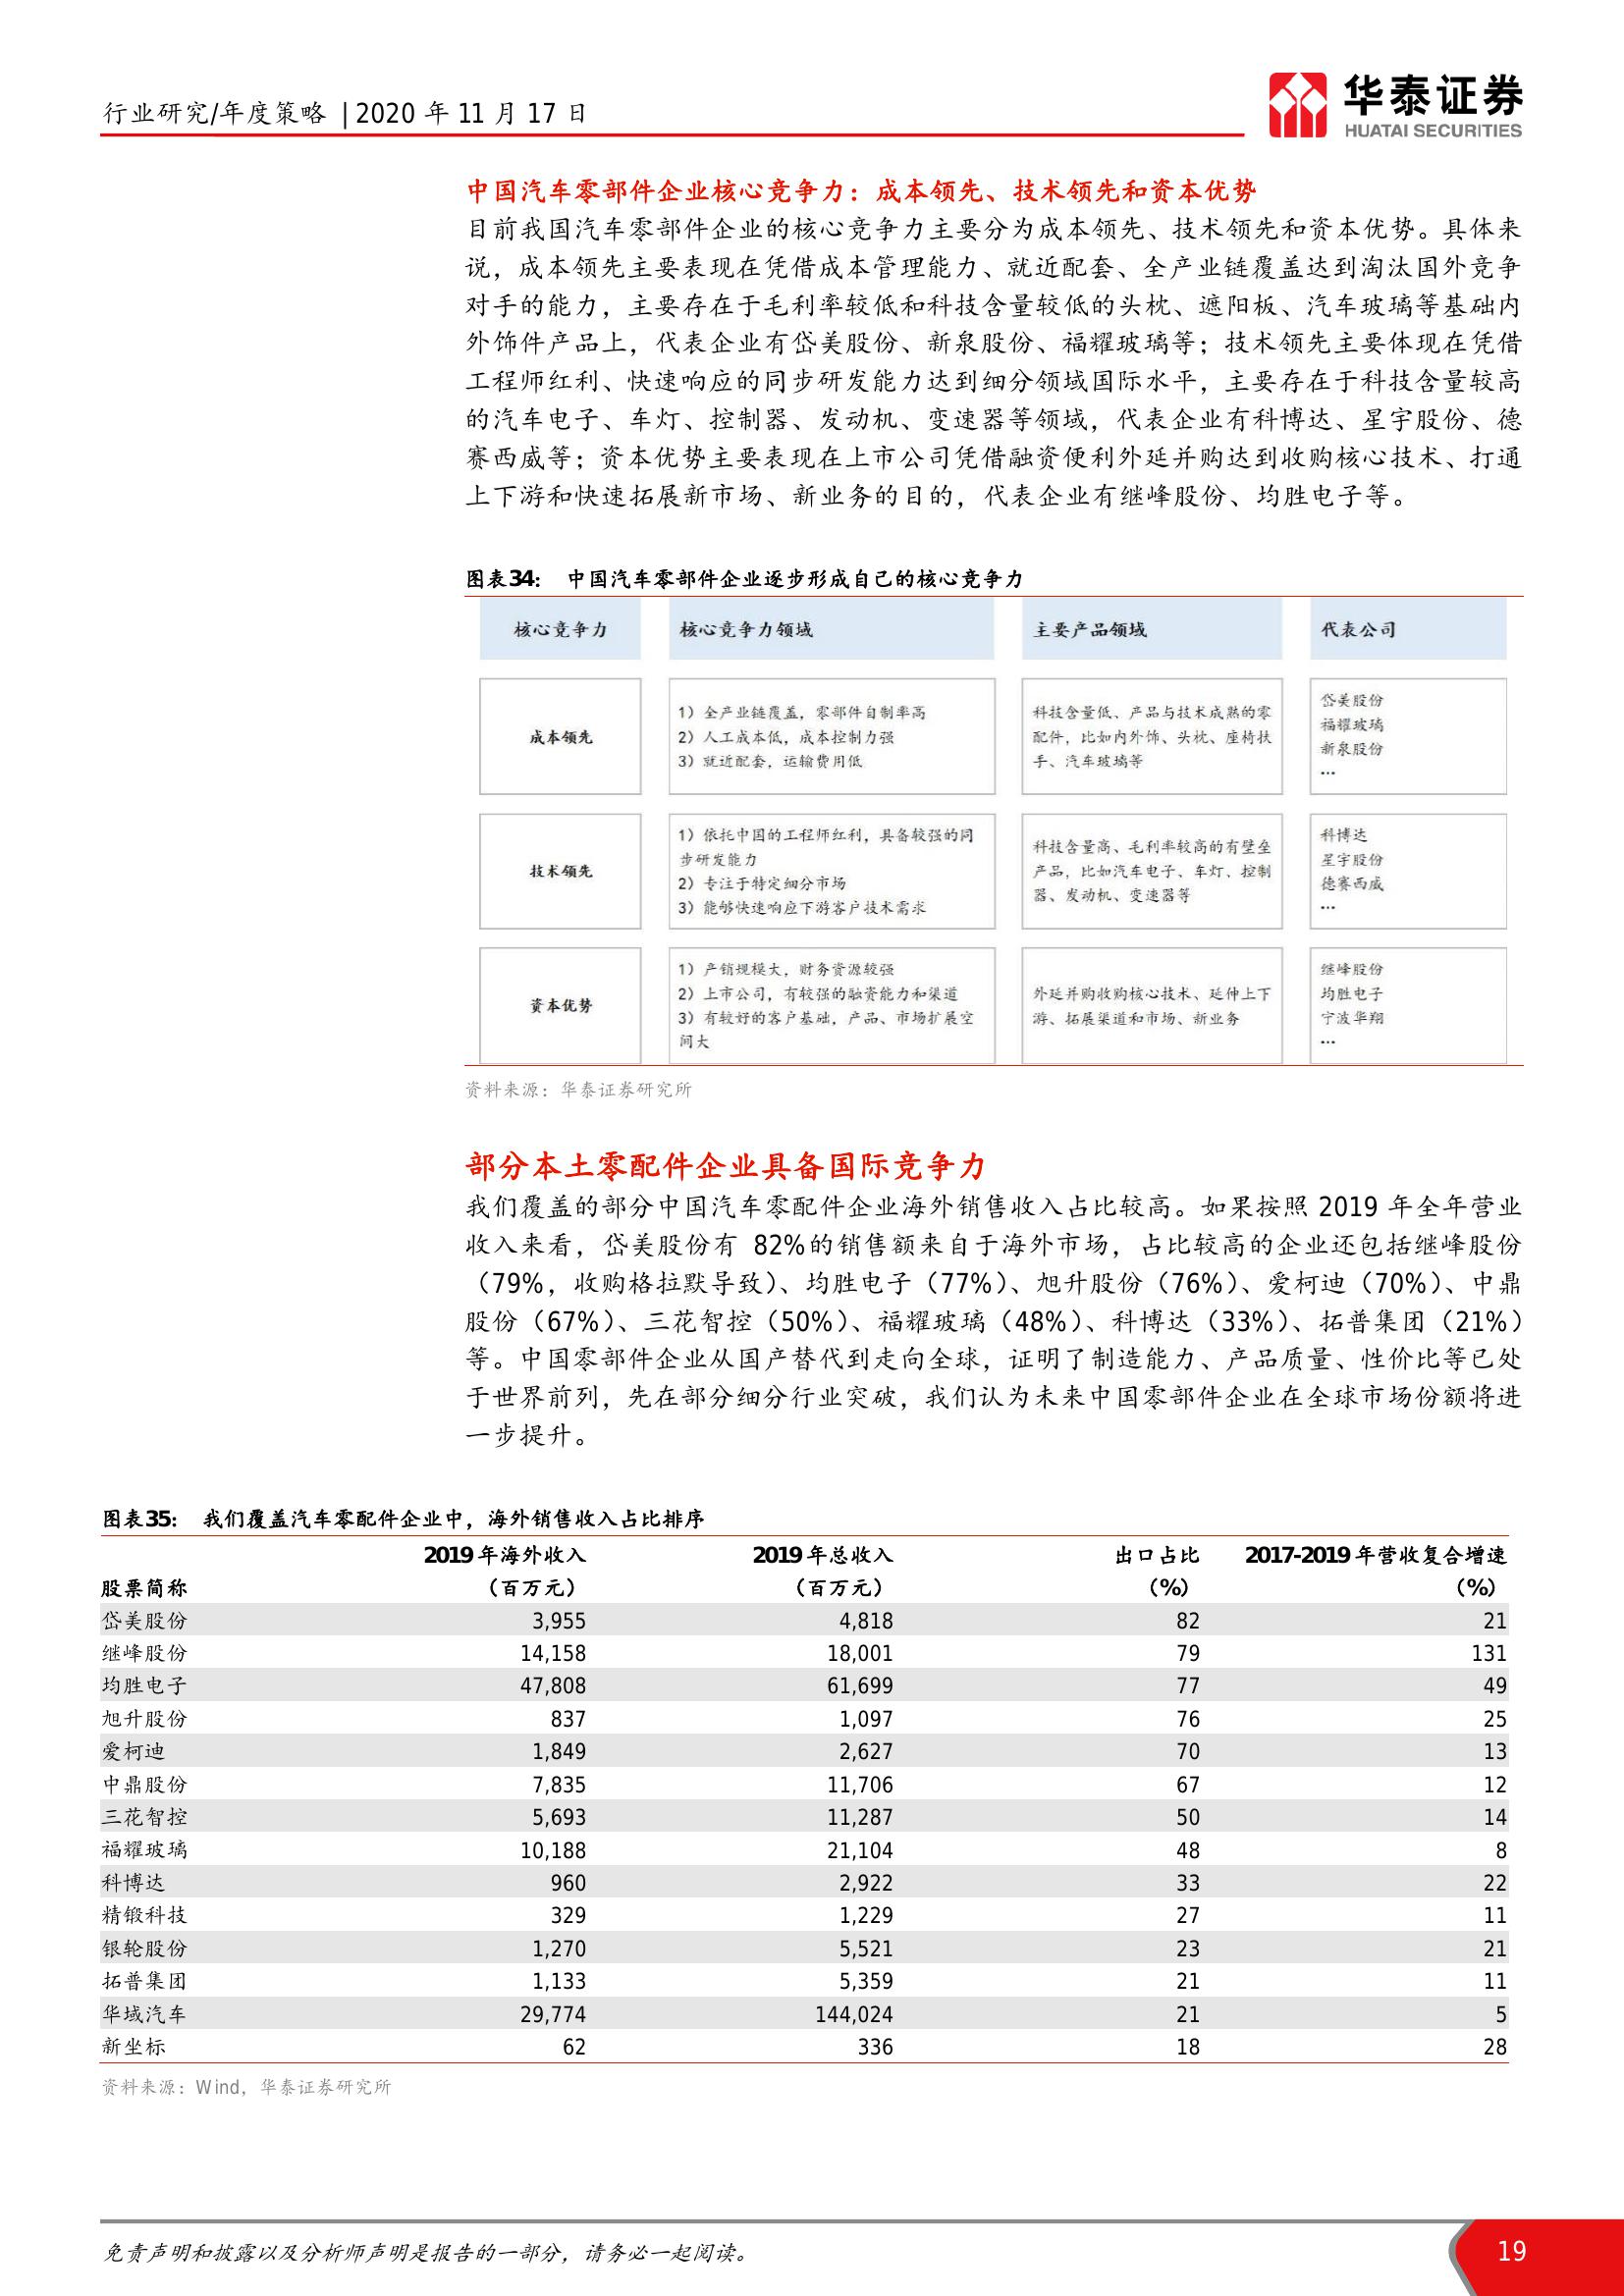 行业研究/年度策略 | 2020 年 11 月 17 日
华泰证券
HUATAI SECURITIES
中国汽车零部件企业核心竞争力：成本领先、技术领先和资本优势
目前我国汽车零部件企业的核心竞争力主要分为成本领先、技术领先和资本优势。具体来
说，成本领先主要表现在凭借成本管理能力、就近配套、全产业链覆盖达到淘汰国外竞争
对手的能力，主要存在于毛利率较低和科技含量较低的头枕、遮阳板、汽车玻璃等基础内
外饰件产品上，代表企业有岱美股份、新泉股份、福耀玻璃等；技术领先主要体现在凭借
工程师红利、快速响应的同步研发能力达到细分领域国际水平，主要存在于科技含量较高
的汽车电子、车灯、控制器、发动机、变速器等领域，代表企业有科博达、星宇股份、德
赛西威等；资本优势主要表现在上市公司凭借融资便利外延并购达到收购核心技术、打通
上下游和快速拓展新市场、新业务的目的，代表企业有继峰股份、均胜电子等。
图表34： 中国汽车零部件企业逐步形成自己的核心竞争力
核心竞争力 核心竞争力领域 主要产品领域 代表公司
成本领先
1）全产业链覆盖，零部件自制率高
2）人工成本低，成本控制力强
3）就近配套，运输费用低
科技含量低、产品与技术成熟的零
配件，比如内外饰、头枕、座椅扶
手、汽车玻璃等
岱美股份
福耀玻璃
新泉股份
...
技术领先
1）依托中国的工程师红利，具备较强的同
步研发能力
2）专注于特定细分市场
3）能够快速响应下游客户技术需求
科技含量高、毛利率较高的有壁垒
产品，比如汽车电子、车灯、控制
器、发动机、变速器等
科博达
星宇股份
德赛西威
...
资本优势
1）产销规模大，财务资源较强
2）上市公司，有较强的融资能力和渠道
3）有较好的客户基础，产品、市场扩展空
间大
外延并购收购核心技术、延伸上下
游、拓展渠道和市场、新业务
继峰股份
均胜电子
宁波华翔
...
资料来源：华泰证券研究所
部分本土零配件企业具备国际竞争力
我们覆盖的部分中国汽车零配件企业海外销售收入占比较高。如果按照 2019 年全年营业
收入来看，岱美股份有 82%的销售额来自于海外市场，占比较高的企业还包括继峰股份
（79%，收购格拉默导致）、均胜电子（77%）、旭升股份（76%）、爱柯迪（70%）、中鼎
股份（67%）、三花智控（50%）、福耀玻璃（48%）、科博达（33%）、拓普集团（21%）
等。中国零部件企业从国产替代到走向全球，证明了制造能力、产品质量、性价比等已处
于世界前列，先在部分细分行业突破，我们认为未来中国零部件企业在全球市场份额将进
一步提升。
图表35： 我们覆盖汽车零配件企业中，海外销售收入占比排序
2019 年海外收入 2019 年总收入 出口占比 2017-2019 年营收复合增速
股票简称 （百万元） （百万元） （%） （%）
岱美股份 3,955 4,818 82 21
继峰股份 14,158 18,001 79 131
均胜电子 47,808 61,699 77 49
旭升股份 837 1,097 76 25
爱柯迪 1,849 2,627 70 13
中鼎股份 7,835 11,706 67 12
三花智控 5,693 11,287 50 14
福耀玻璃 10,188 21,104 48 8
科博达 960 2,922 33 22
精锻科技 329 1,229 27 11
银轮股份 1,270 5,521 23 21
拓普集团 1,133 5,359 21 11
华域汽车 29,774 144,024 21 5
新坐标 62 336 18 28
资料来源：Wind，华泰证券研究所
免责声明和披露以及分析师声明是报告的一部分，请务必一起阅读。
19